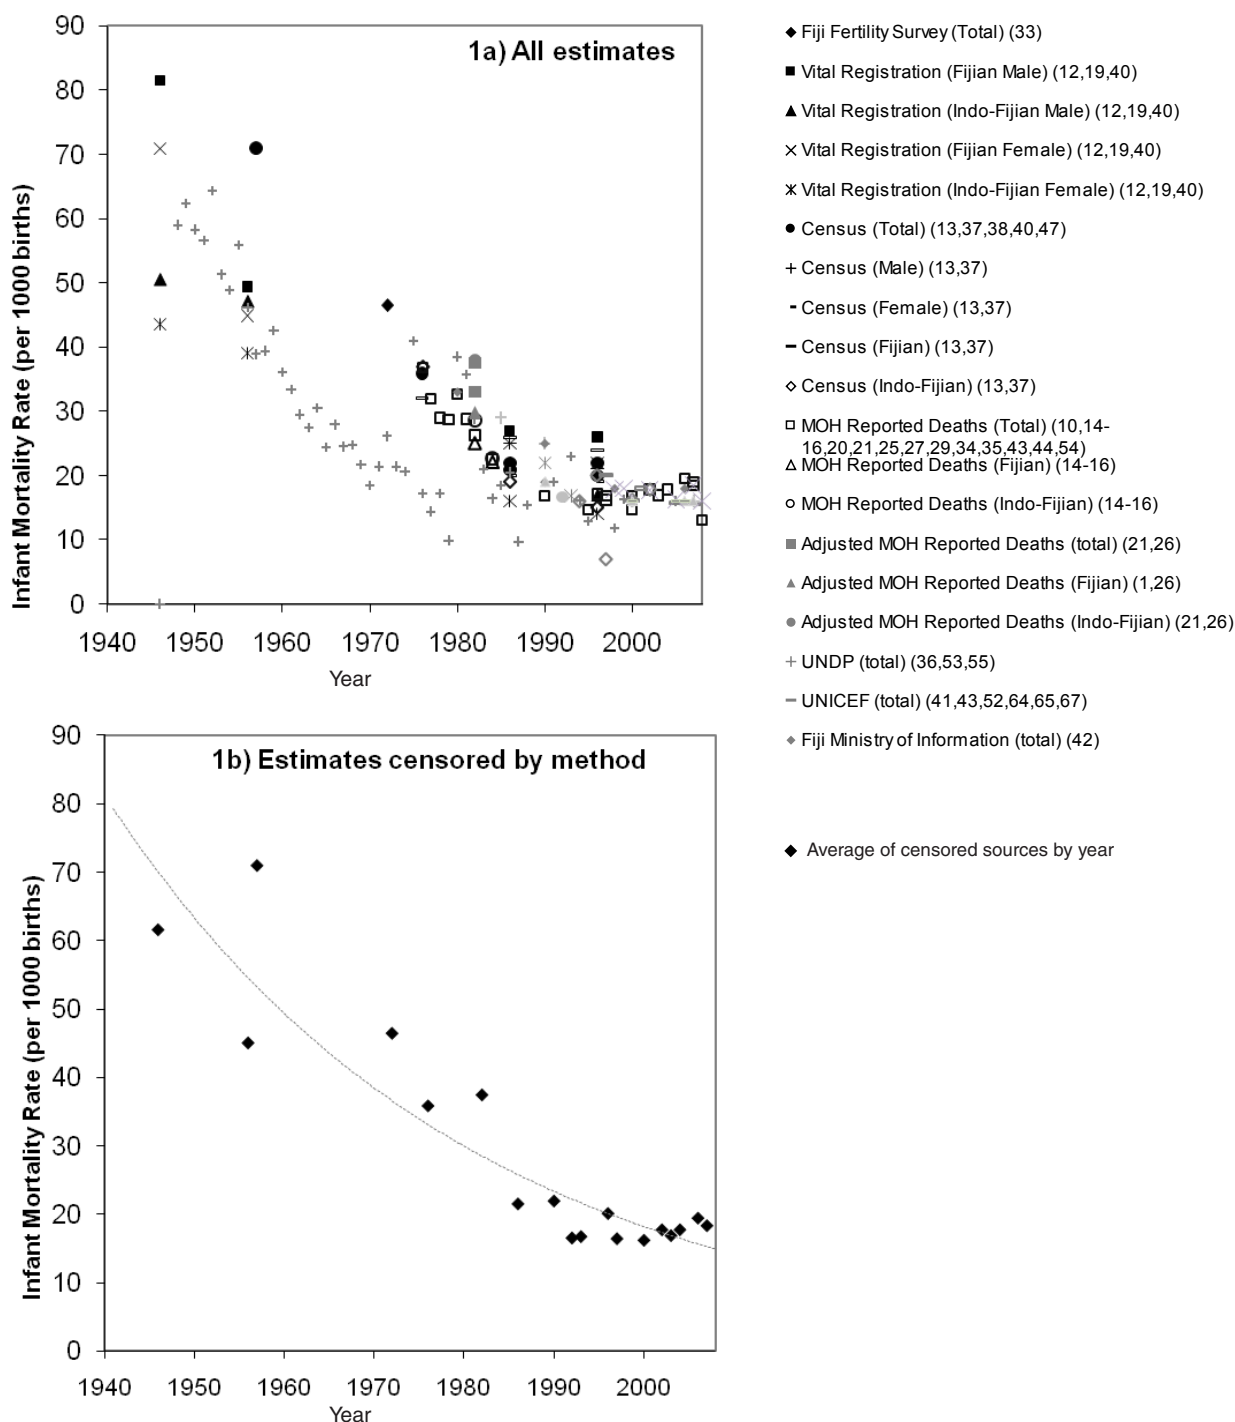 1a) All estimates
Infant Mortality Rate (per 1000 births)
90
80
70
60
50
40
30
20
10
0
1940 1950 1960 1970 1980 1990 2000
Year
Fiji Fertility Survey (Total) (33)
Vital Registration (Fijian Male) (12,19,40)
Vital Registration (Indo-Fijian Male) (12,19,40)
Vital Registration (Fijian Female) (12,19,40)
Vital Registration (Indo-Fijian Female) (12,19,40)
Census (Total) (13,37,38,40,47)
Census (Male) (13,37)
Census (Female) (13,37)
Census (Fijian) (13,37)
Census (Indo-Fijian) (13,37)
MOH Reported Deaths (Total) (10,14-
16,20,21,25,27,29,34,35,43,44,54)
MOH Reported Deaths (Fijian) (14-16)
MOH Reported Deaths (Indo-Fijian) (14-16)
Adjusted MOH Reported Deaths (total) (21,26)
Adjusted MOH Reported Deaths (Fijian) (1,26)
Adjusted MOH Reported Deaths (Indo-Fijian) (21,26)
UNDP (total) (36,53,55)
UNICEF (total) (41,43,52,64,65,67)
Fiji Ministry of Information (total) (42)
1b) Estimates censored by method
Infant Mortality Rate (per 1000 births)
90
80
70
60
50
40
30
20
10
0
1940 1950 1960 1970 1980 1990 2000
Year
Average of censored sources by year